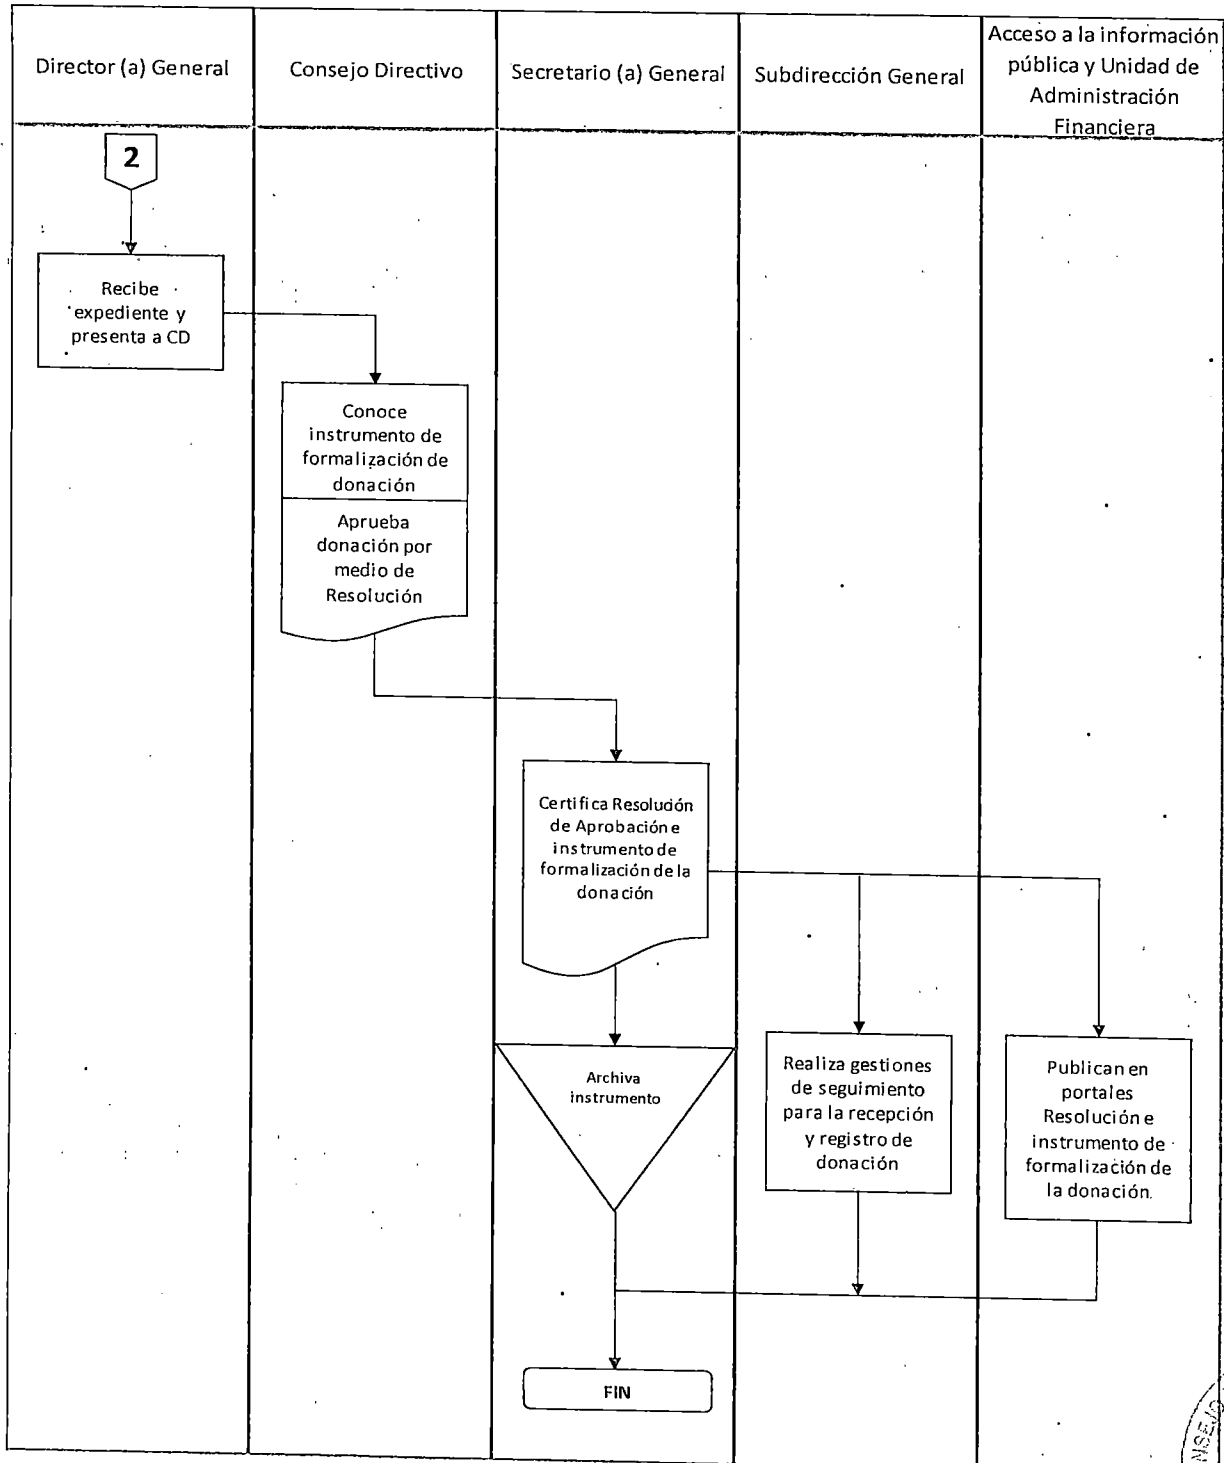 Director (a) General
Consejo Directivo
Secretario (a) General
Subdirección General
Acceso a la información
pública y Unidad de
Administración
Financiera
2
Recibe
expediente y
presenta a CD
Conoce
instrumento de
formalización de
donación
Aprueba
donación por
medio de
Resolución
Certifica Resolución
de Aprobación e
instrumento de
formalización de la
donación
Archiva
instrumento
Realiza gestiones
de seguimiento
para la recepción
y registro de
donación
Publican en
portales
Resolución e
instrumento de
formalización de
la donación.
FIN